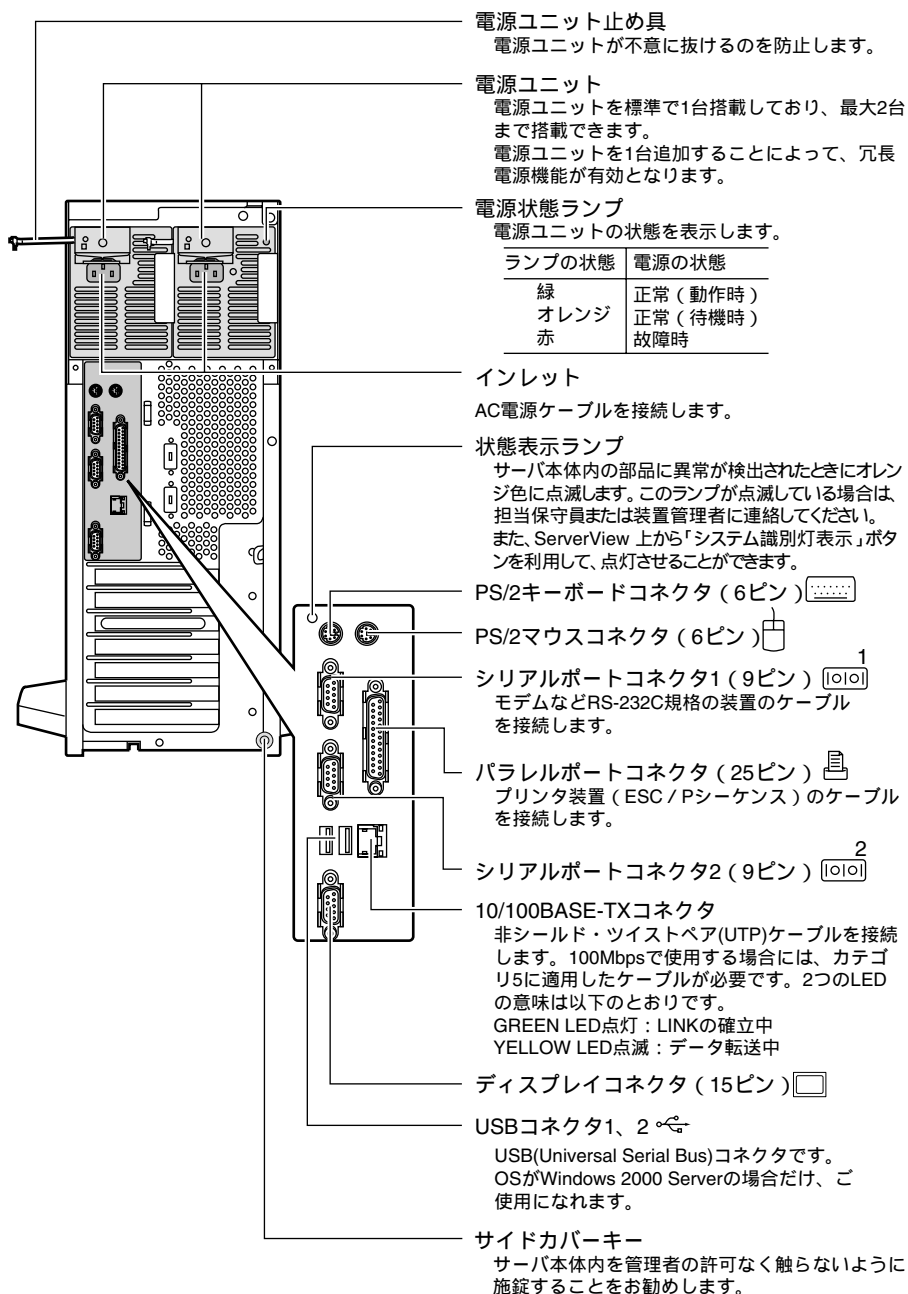 電源ユニット止め具
電源ユニットが不意に抜けるのを防止します。
電源ユニット
電源ユニットを標準で1台搭載しており、最大2台
まで搭載できます。
電源ユニットを1台追加することによって、冗長
電源機能が有効となります。
電源状態ランプ
電源ユニットの状態を表示します。
ランプの状態 電源の状態
緑 正常（動作時）
オレンジ 正常（待機時）
赤 故障時
インレット
AC電源ケーブルを接続します。
状態表示ランプ
サーバ本体内の部品に異常が検出されたときにオレン
ジ色に点滅します。このランプが点滅している場合は、
担当保守員または装置管理者に連絡してください。
また、ServerView 上から「システム識別灯表示」ボタ
ンを利用して、点灯させることができます。
PS/2キーボードコネクタ（6ピン）
PS/2マウスコネクタ（6ピン）
シリアルポートコネクタ1（9ピン） 1
モデムなどRS-232C規格の装置のケーブル
を接続します。
パラレルポートコネクタ（25ピン）
プリンタ装置（ESC／Pシーケンス）のケーブル
を接続します。
シリアルポートコネクタ2（9ピン） 2
10/100BASE-TXコネクタ
非シールド・ツイストペア(UTP)ケーブルを接続
します。100Mbpsで使用する場合には、カテゴ
リ5に適用したケーブルが必要です。2つのLED
の意味は以下のとおりです。
GREEN LED点灯：LINKの確立中
YELLOW LED点滅：データ転送中
ディスプレイコネクタ（15ピン）
USBコネクタ1、2
USB(Universal Serial Bus)コネクタです。
OSがWindows 2000 Serverの場合だけ、ご
使用になれます。
サイドカバーキー
サーバ本体内を管理者の許可なく触らないように
施錠することをお勧めします。